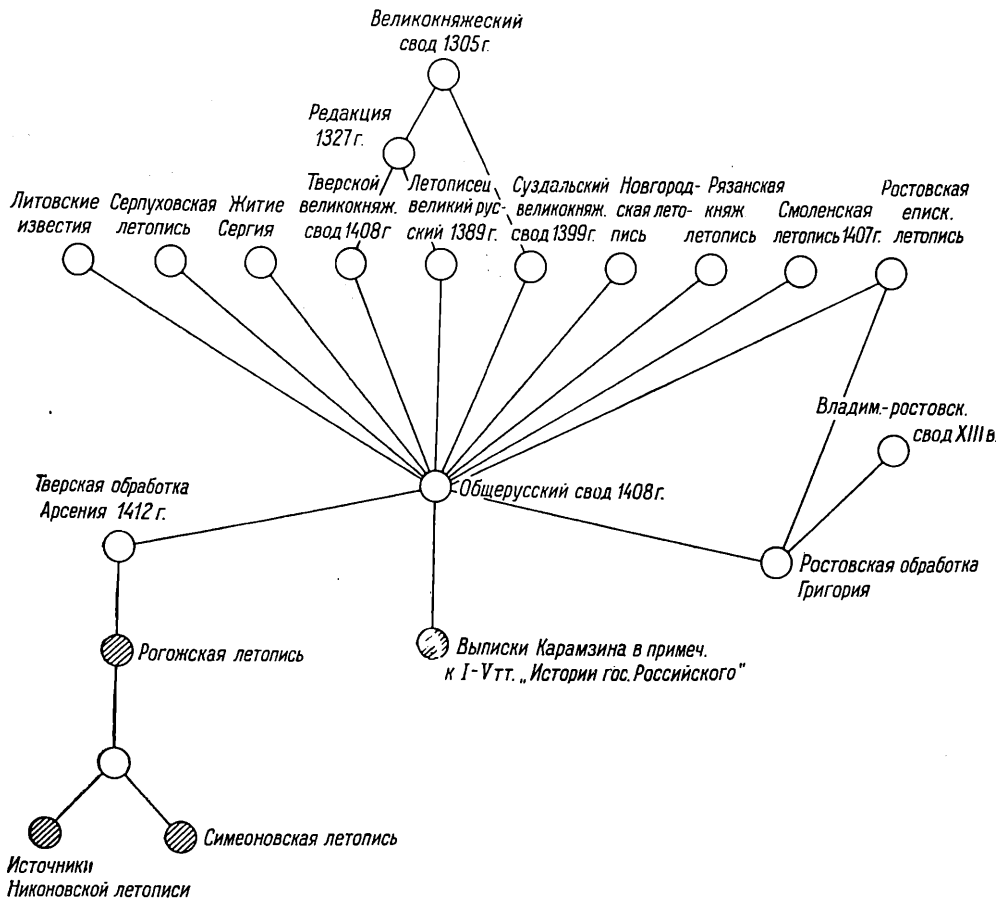 Великокняжеский
свод 1305 г.
Редакция
1327 г.
Литовские
известия
Серпуховская
летопись
Житие
Сергия
Тверской
великокняж.
свод 1408 г
Летописец
великий рус-
ский 1389 г.
Суздальский
великокняж.
свод 1399 г.
Новгород-
ская лето-
пись
Рязанская
княж
летопись
Смоленская
летопись 1407 г.
Ростовская
еписк.
летопись
Владим.-ростовск.
свод XIII в.
Тверская обработка
Арсения 1412 г.
Общерусский свод 1408 г.
Ростовская обработка
Григория
Рогожская летопись
Выписки Карамзина в примеч.
к I-V тт. „Истории гос. Российского"
Симеоновская летопись
Источники
Никоновской летописи